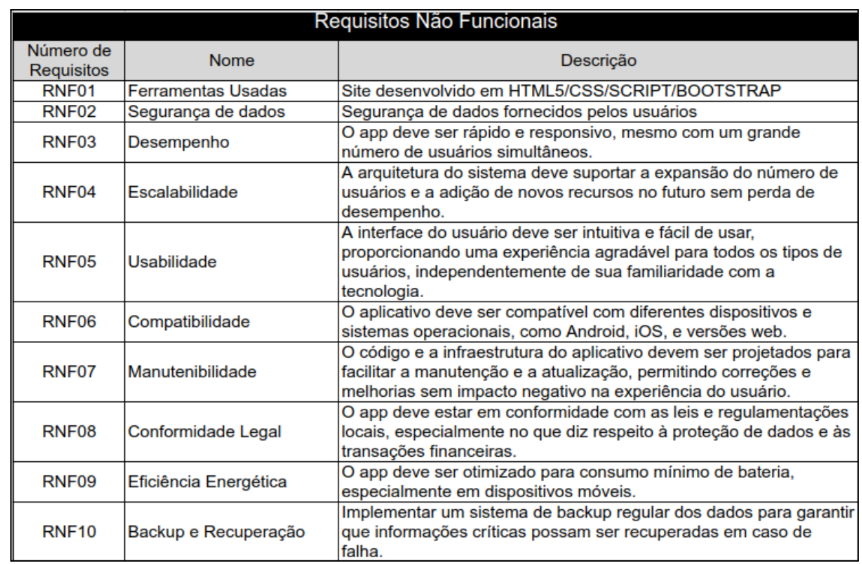 Requisitos Não Funcionais
Número de
Requisitos
Nome
Descrição
RNF01
Ferramentas Usadas
Site desenvolvido em HTML5/CSS/SCRIPT/BOOTSTRAP
RNF02
Segurança de dados
Segurança de dados fornecidos pelos usuários
RNF03
Desempenho
O app deve ser rápido e responsivo, mesmo com um grande
número de usuários simultâneos.
RNF04
Escalabilidade
A arquitetura do sistema deve suportar a expansão do número de
usuários e a adição de novos recursos no futuro sem perda de
desempenho.
RNF05
Usabilidade
A interface do usuário deve ser intuitiva e fácil de usar,
proporcionando uma experiência agradável para todos os tipos de
usuários, independentemente de sua familiaridade com a
tecnologia.
RNF06
Compatibilidade
O aplicativo deve ser compatível com diferentes dispositivos e
sistemas operacionais, como Android, iOS, e versões web.
RNF07
Manutenibilidade
O código e a infraestrutura do aplicativo devem ser projetados para
facilitar a manutenção e a atualização, permitindo correções e
melhorias sem impacto negativo na experiência do usuário.
RNF08
Conformidade Legal
O app deve estar em conformidade com as leis e regulamentações
locais, especialmente no que diz respeito à proteção de dados e às
transações financeiras.
RNF09
Eficiência Energética
O app deve ser otimizado para consumo mínimo de bateria,
especialmente em dispositivos móveis.
RNF10
Backup e Recuperação
Implementar um sistema de backup regular dos dados para garantir
que informações críticas possam ser recuperadas em caso de
falha.